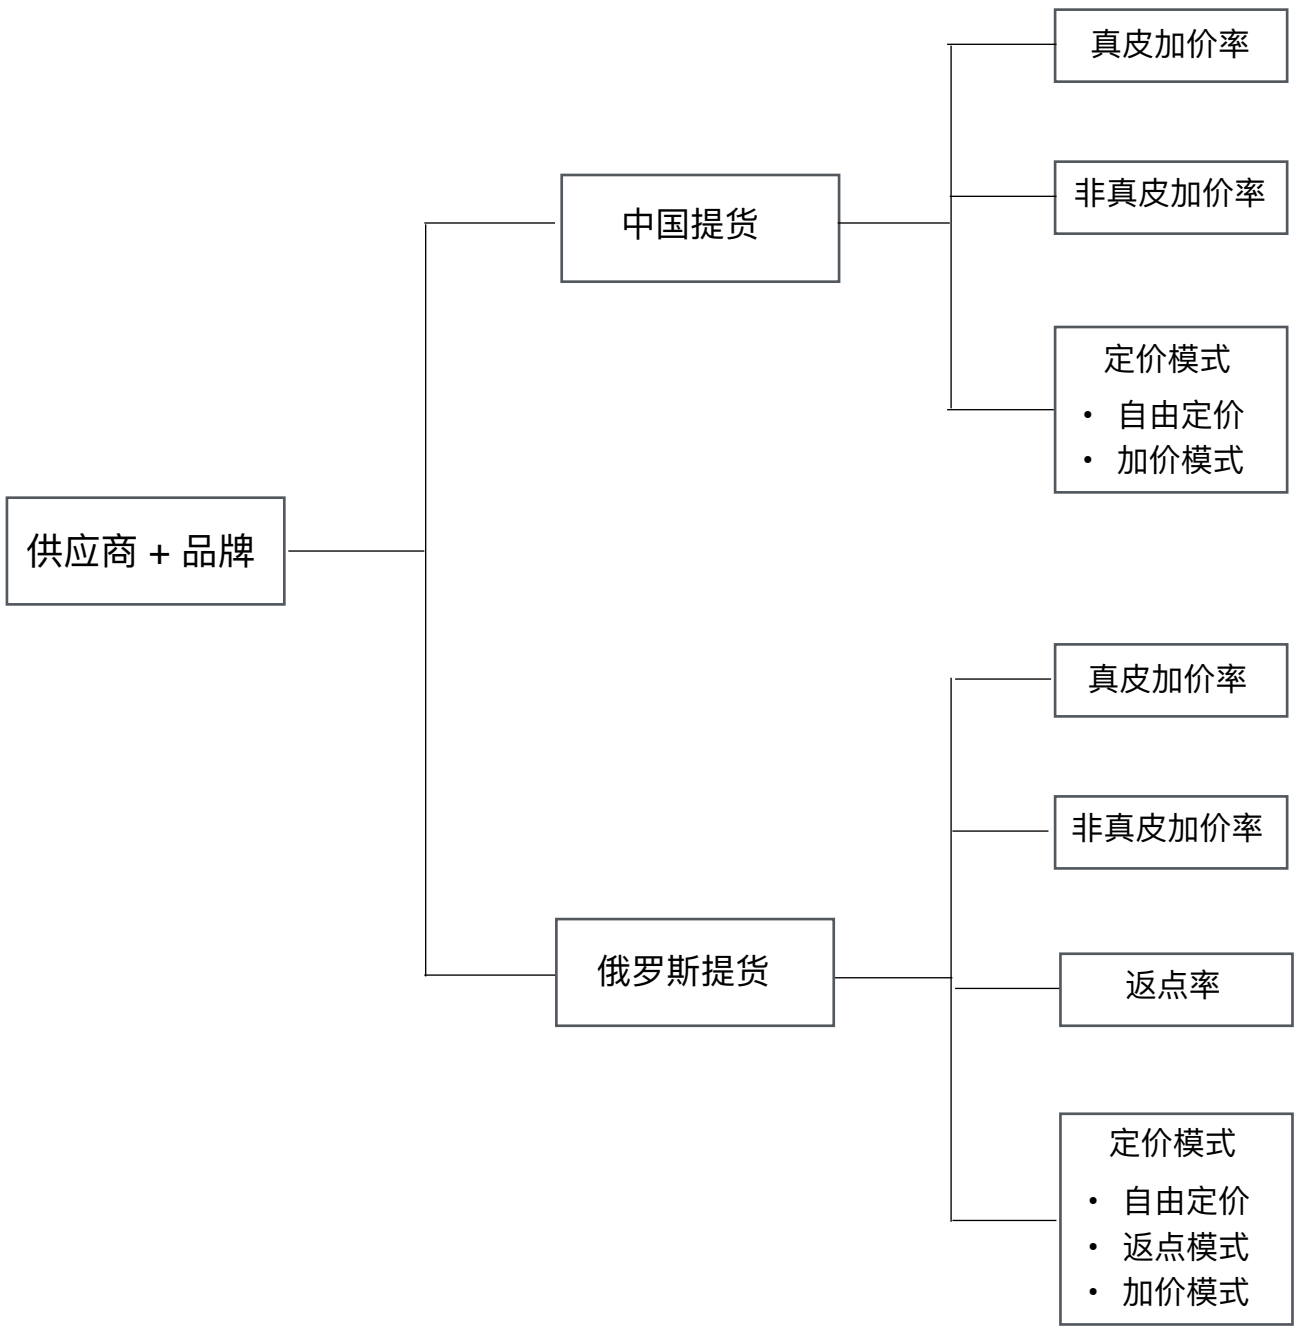 真皮加价率
非真皮加价率
中国提货
定价模式
• 自由定价
• 加价模式
供应商 + 品牌
真皮加价率
非真皮加价率
俄罗斯提货
返点率
定价模式
• 自由定价
• 返点模式
• 加价模式